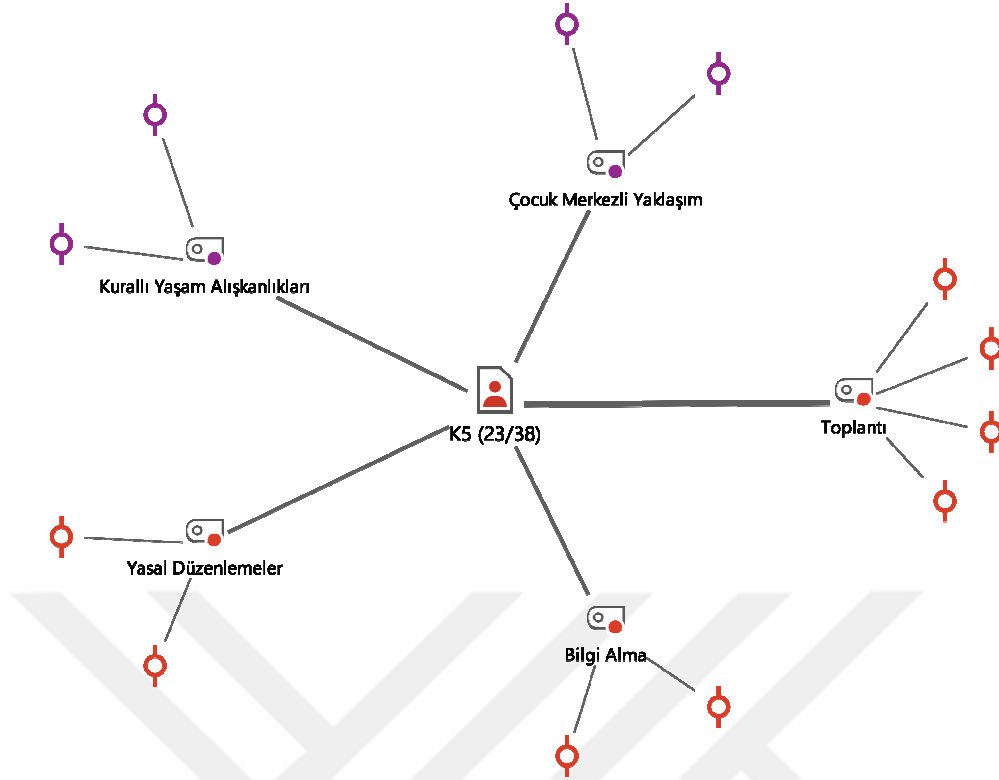 Çocuk Merkezli Yaklaşım
Kurallı Yaşam Alışkanlıkları
K5 (23/38)
Toplantı
Yasal Düzenlemeler
Bilgi Alma